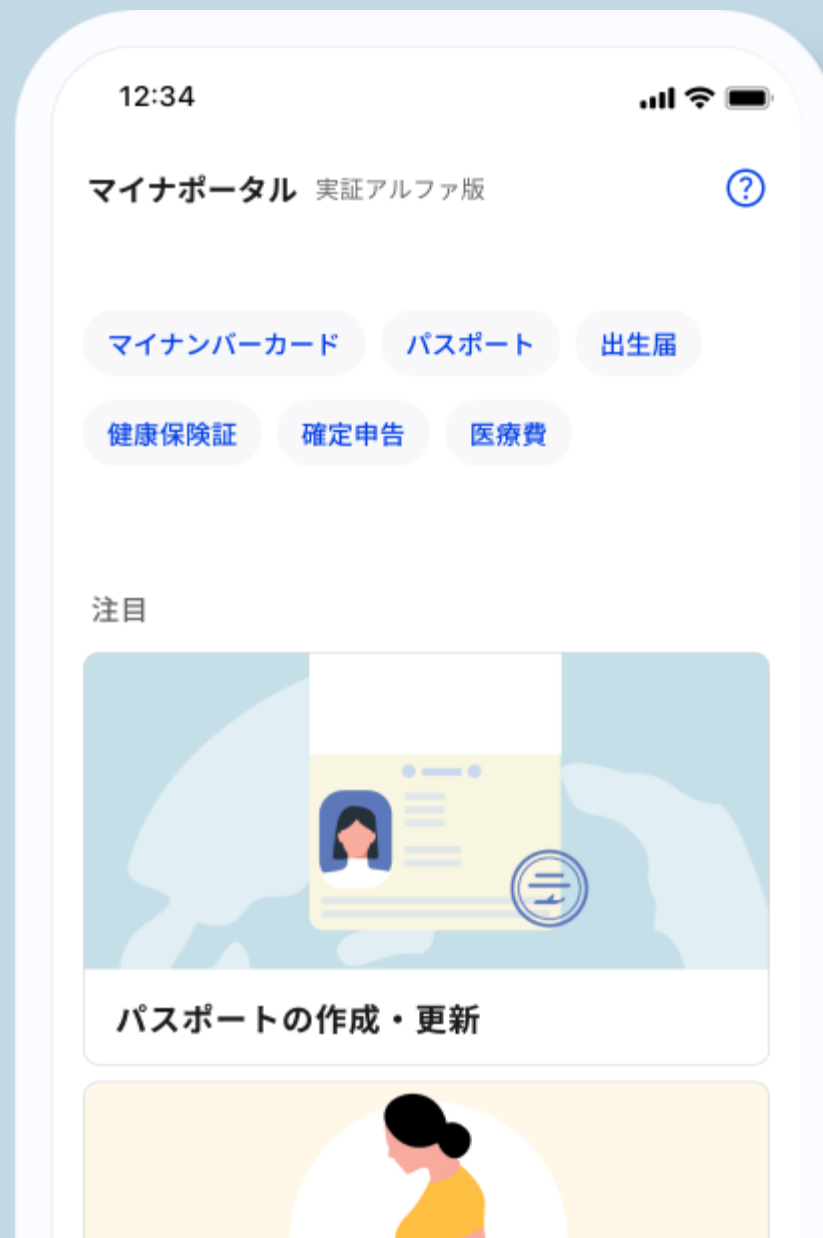 12:34
マイナポータル 実証アルファ版
マイナンバーカード パスポート 出生届
健康保険証 確定申告 医療費
注目
パスポートの作成・更新